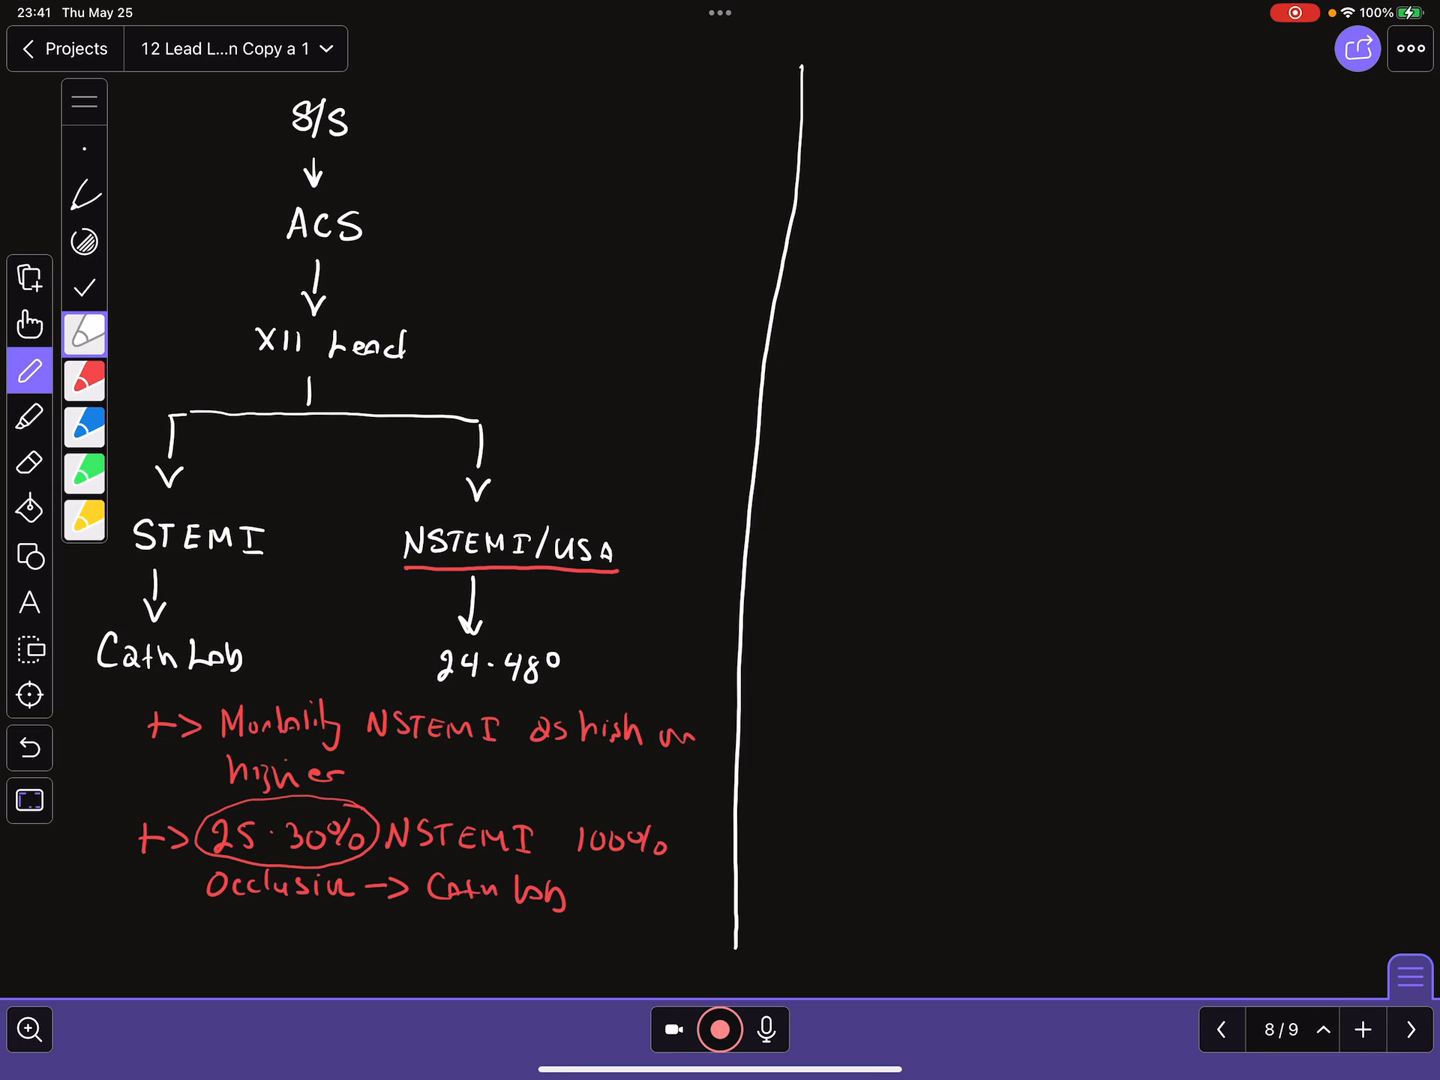 23:41 Thu May 25
100%
Projects
12 Lead L...n Copy a 1
S/S
ACS
XII Lead
STEMI
NSTEMI/USA
Cath Lab
24-48°
+> Mortality NSTEMI as high or
higher
+> 25-30% NSTEMI 100%
Occlusive -> Cath Lab
A
8/9